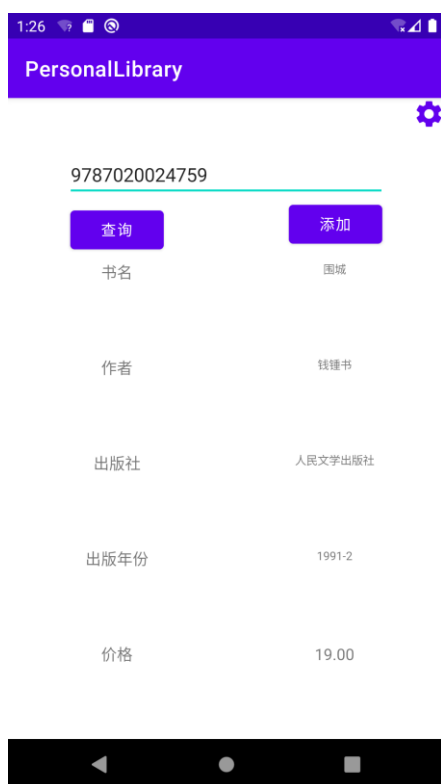 1:26
PersonalLibrary
9787020024759
查询 添加
书名 围城
作者 钱锺书
出版社 人民文学出版社
出版年份 1991-2
价格 19.00